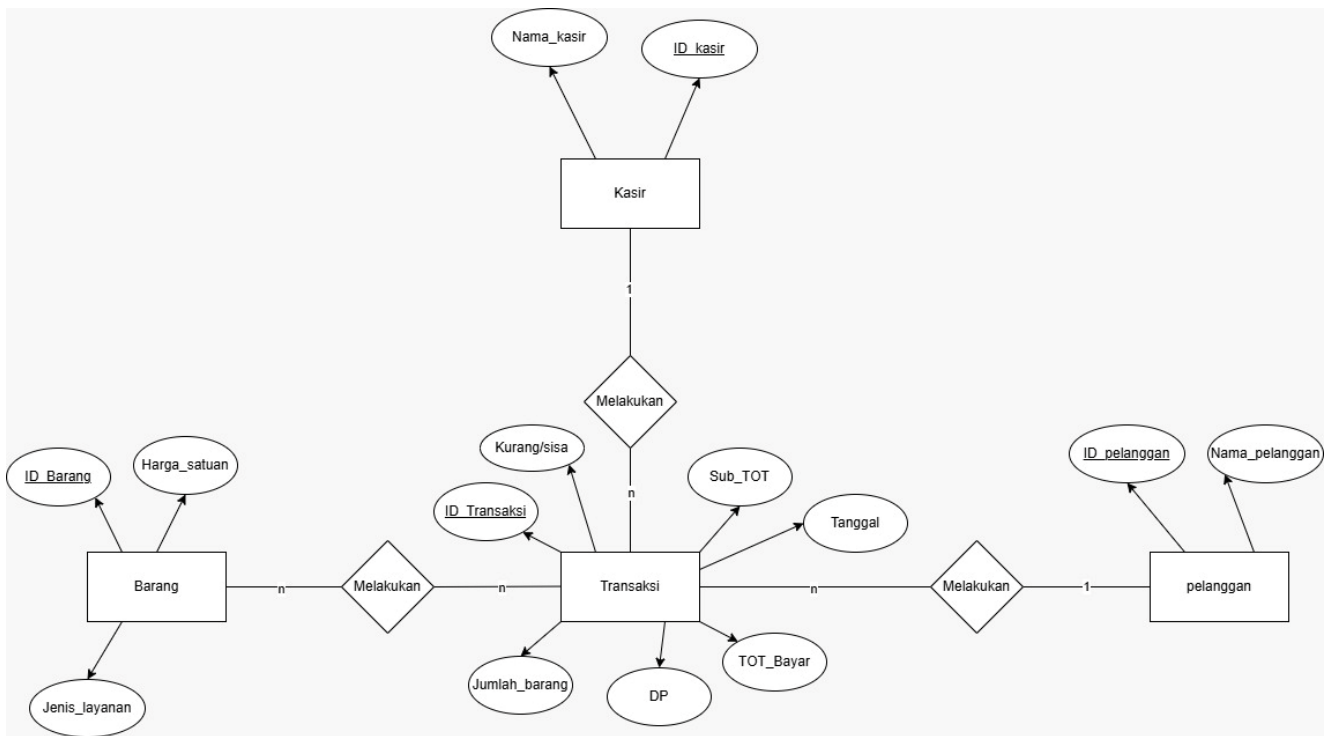 Nama_kasir
ID_kasir
Kasir
1
Melakukan
n
Kurang/sisa
Sub_TOT
ID_Transaksi
Tanggal
ID_Barang
Harga_satuan
ID_pelanggan
Nama_pelanggan
Barang
n
Melakukan
n
Transaksi
n
Melakukan
1
pelanggan
Jenis_layanan
Jumlah_barang
DP
TOT_Bayar